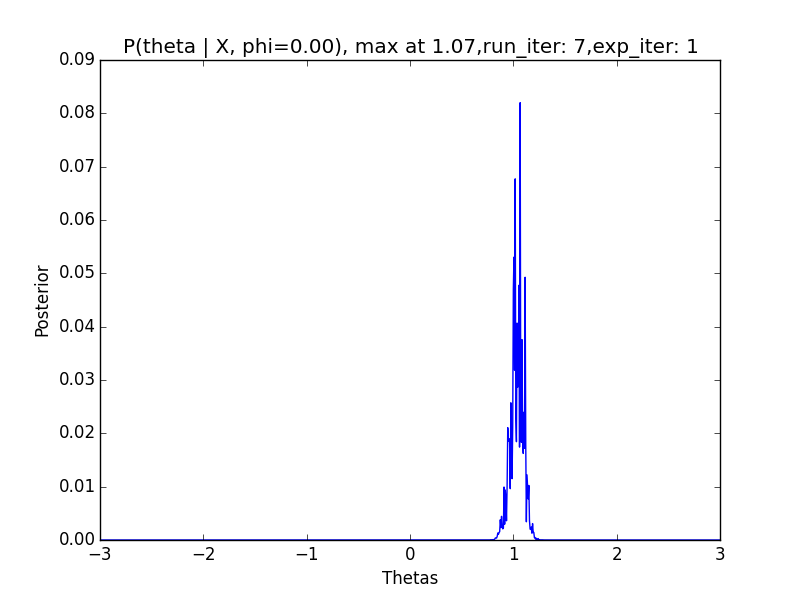 P(theta | X, phi=0.00), max at 1.07,run_iter: 7,exp_iter: 1
0.09
0.08
0.07
0.06
0.05
0.04
0.03
0.02
0.01
0.00
Posterior
−3 −2 −1 0 1 2 3
Thetas